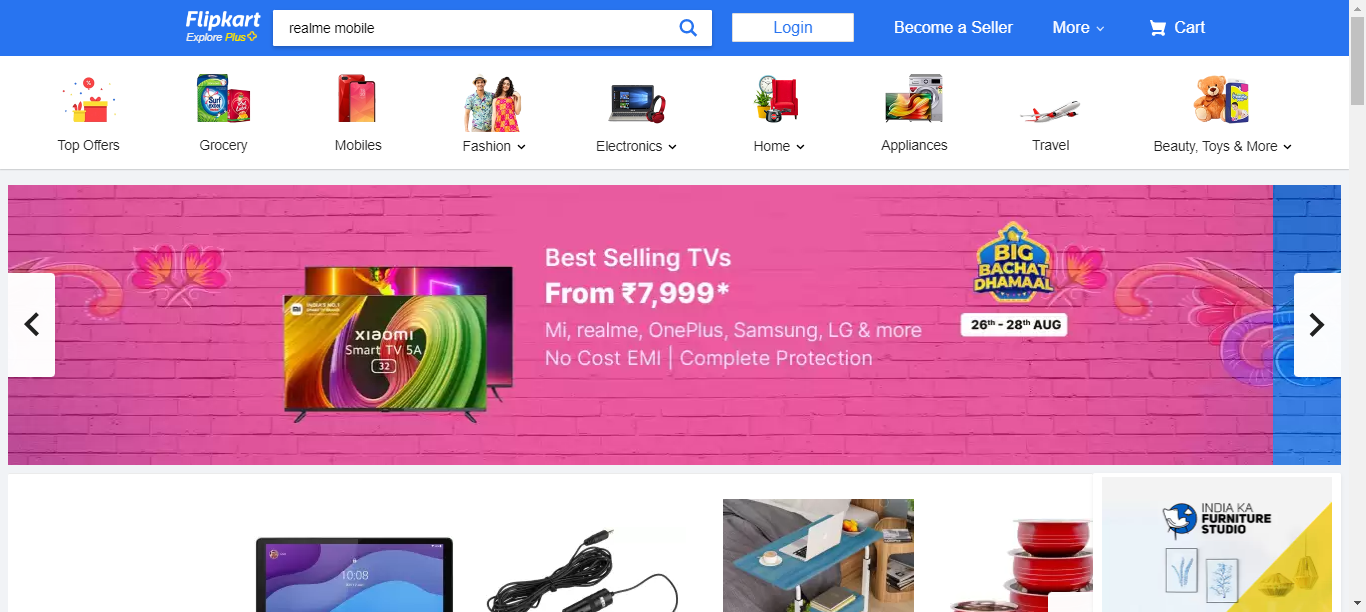 Flipkart
Explore Plus
realme mobile
Login
Become a Seller
More
Cart
Top Offers
Grocery
Mobiles
Fashion
Electronics
Home
Appliances
Travel
Beauty, Toys & More
Best Selling TVs
From ₹7,999*
Mi, realme, OnePlus, Samsung, LG & more
No Cost EMI | Complete Protection
xiaomi
Smart TV 5A
32
BIG
BACHAT
DHAMAAL
26th - 28th AUG
10:08
INDIA KA
FURNITURE
STUDIO